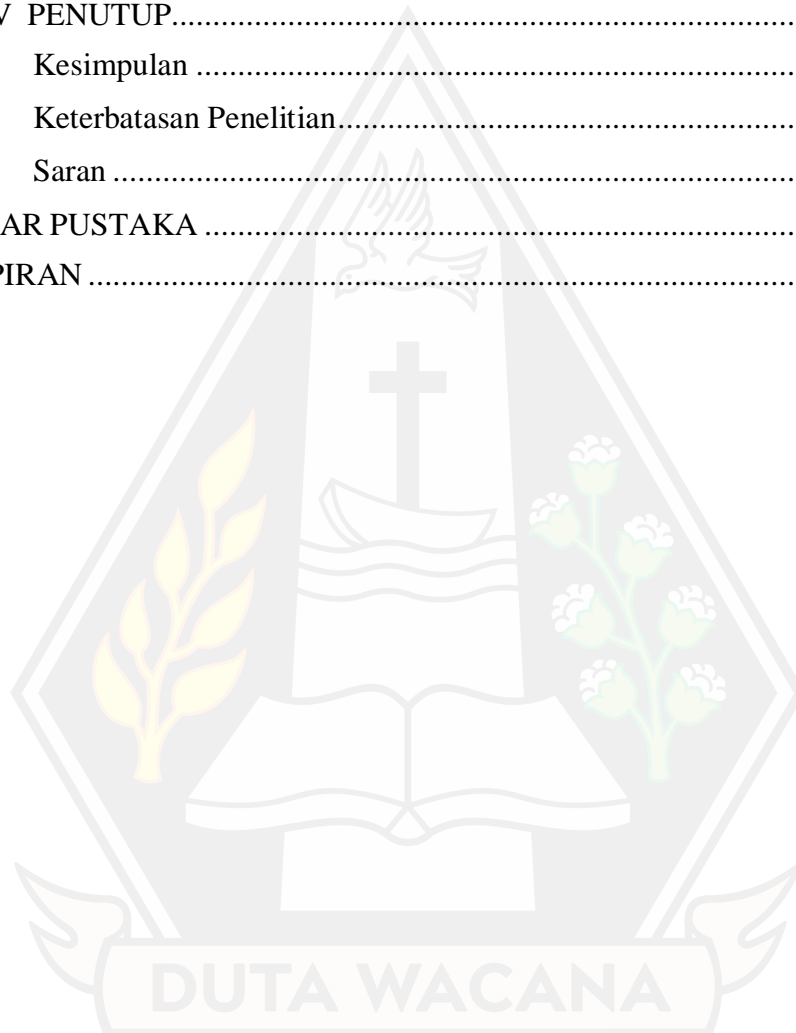 V PENUTUP................................................................................
Kesimpulan ................................................................................
Keterbatasan Penelitian................................................................
Saran ................................................................................
AR PUSTAKA ................................................................................
PIRAN ................................................................................
DUTA WACANA